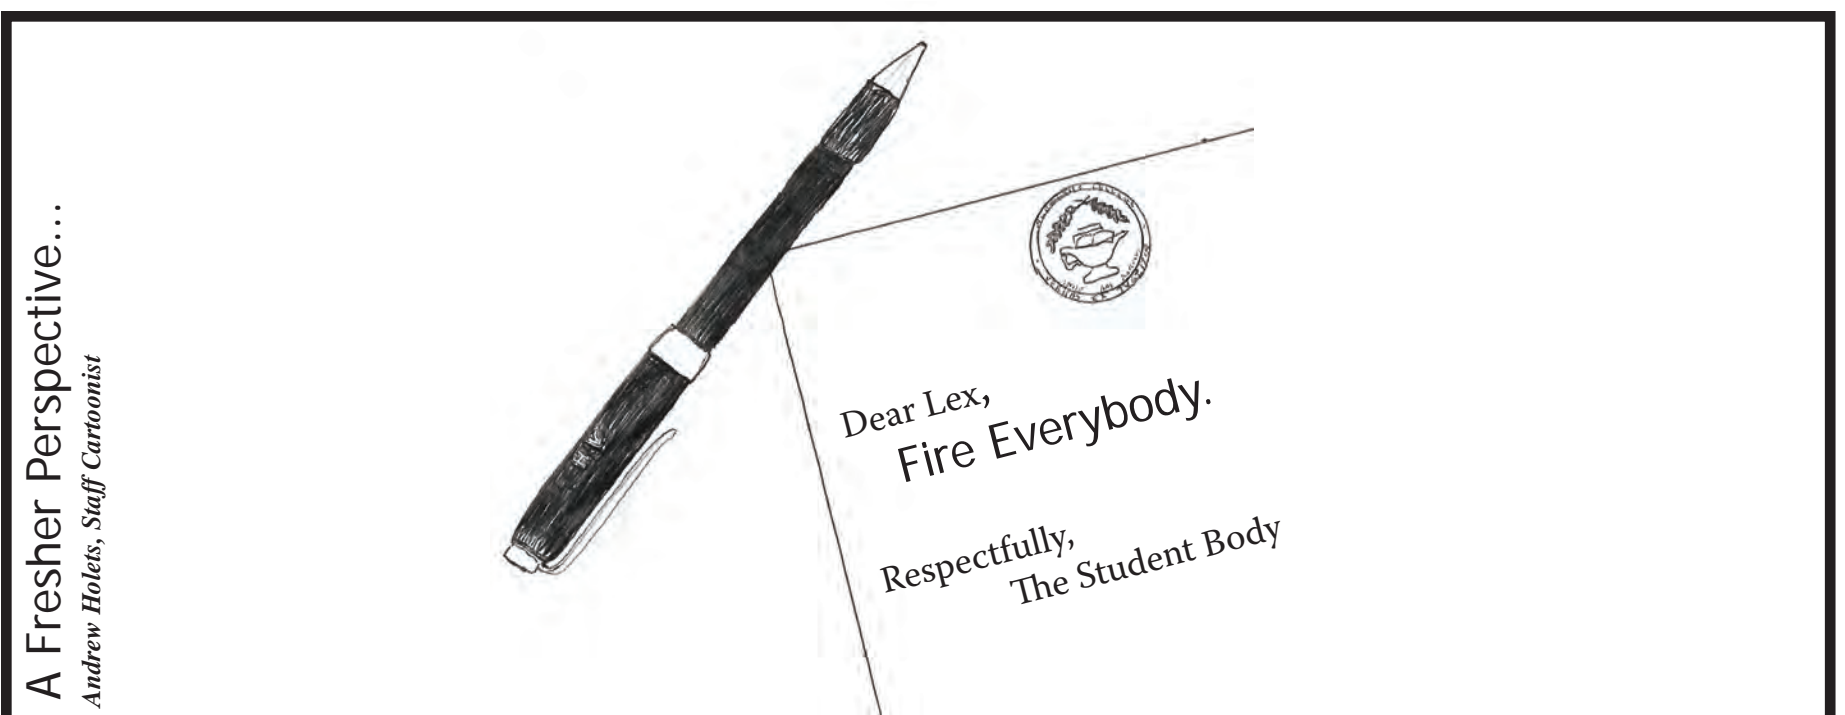 A Fresher Perspective...
Andrew Holets, Staff Cartoonist
Dear Lex,
Fire Everybody.
Respectfully,
The Student Body